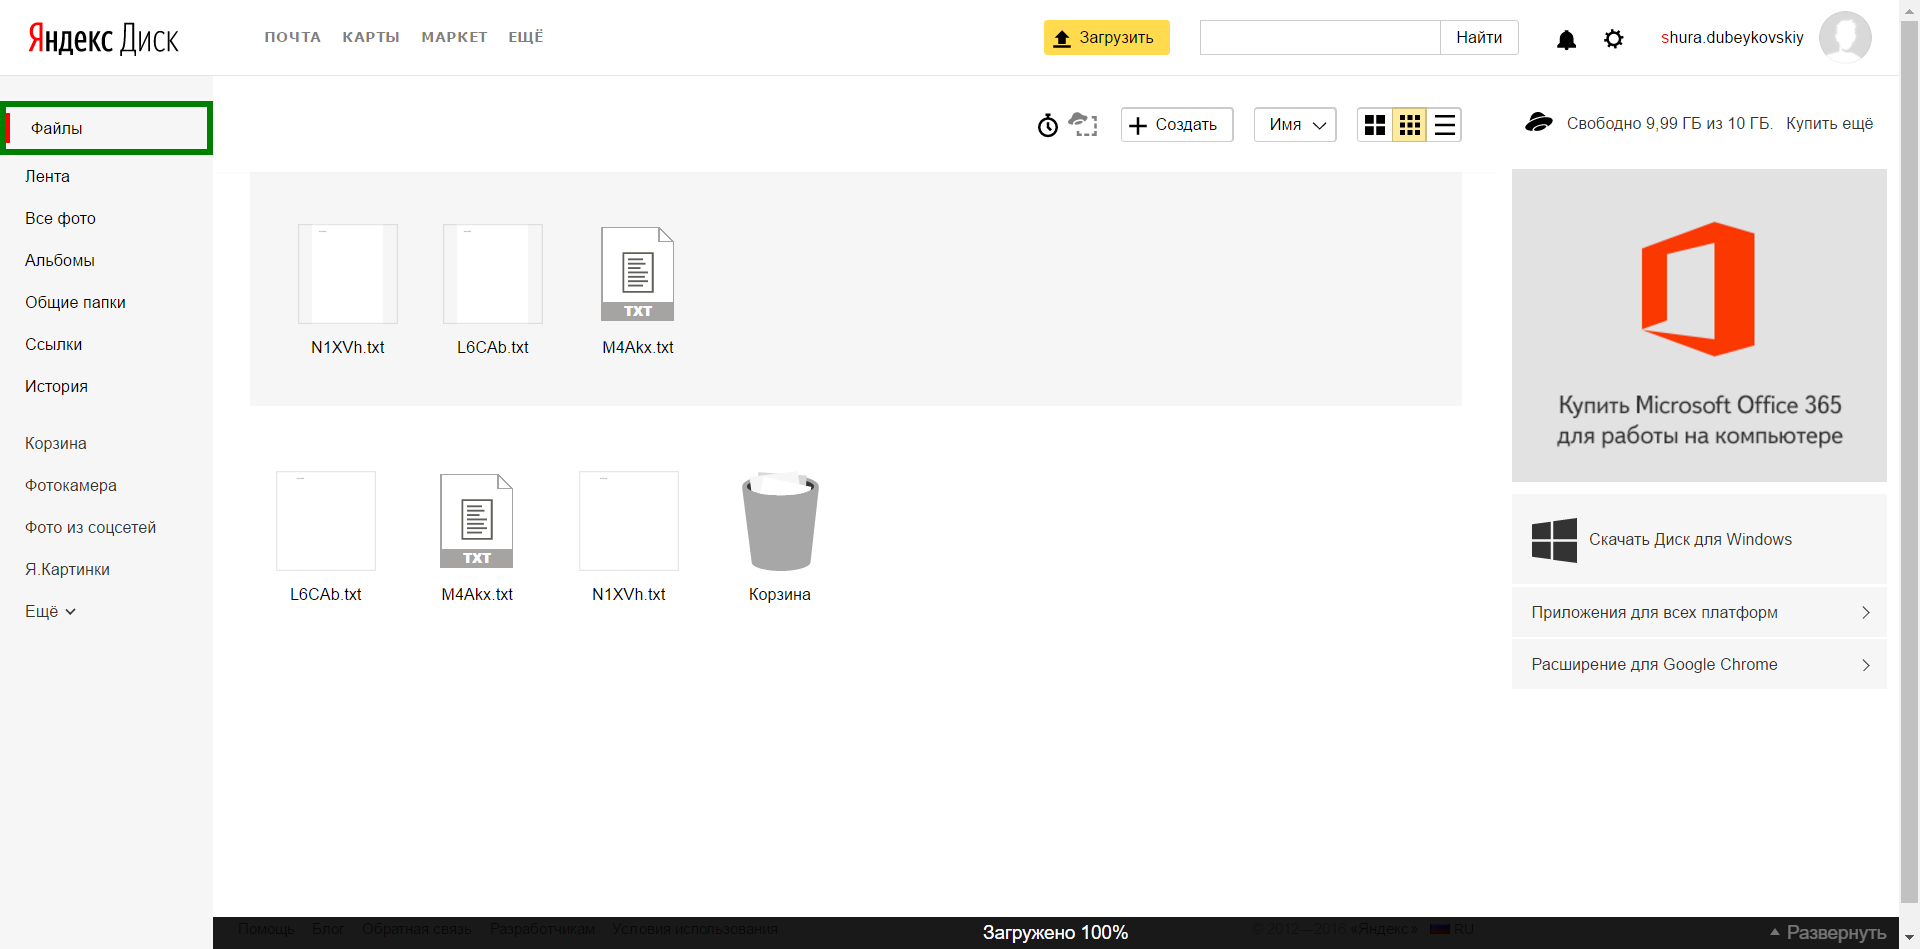 Яндекс Диск
ПОЧТА КАРТЫ МАРКЕТ ЕЩЁ
Загрузить
Найти
shura.dubeykovskiy
Файлы
Лента
Все фото
Альбомы
Общие папки
Ссылки
История
Корзина
Фотокамера
Фото из соцсетей
Я.Картинки
Ещё
Создать
Имя
Свободно 9,99 ГБ из 10 ГБ. Купить ещё
N1XVh.txt
L6CAb.txt
TXT
M4Akx.txt
L6CAb.txt
TXT
M4Akx.txt
N1XVh.txt
Корзина
Купить Microsoft Office 365
для работы на компьютере
Скачать Диск для Windows
Приложения для всех платформ
Расширение для Google Chrome
Помощь Блог Обратная связь Разработчикам Условия использования
Загружено 100%
© 2012—2016 «Яндекс» RU
Развернуть